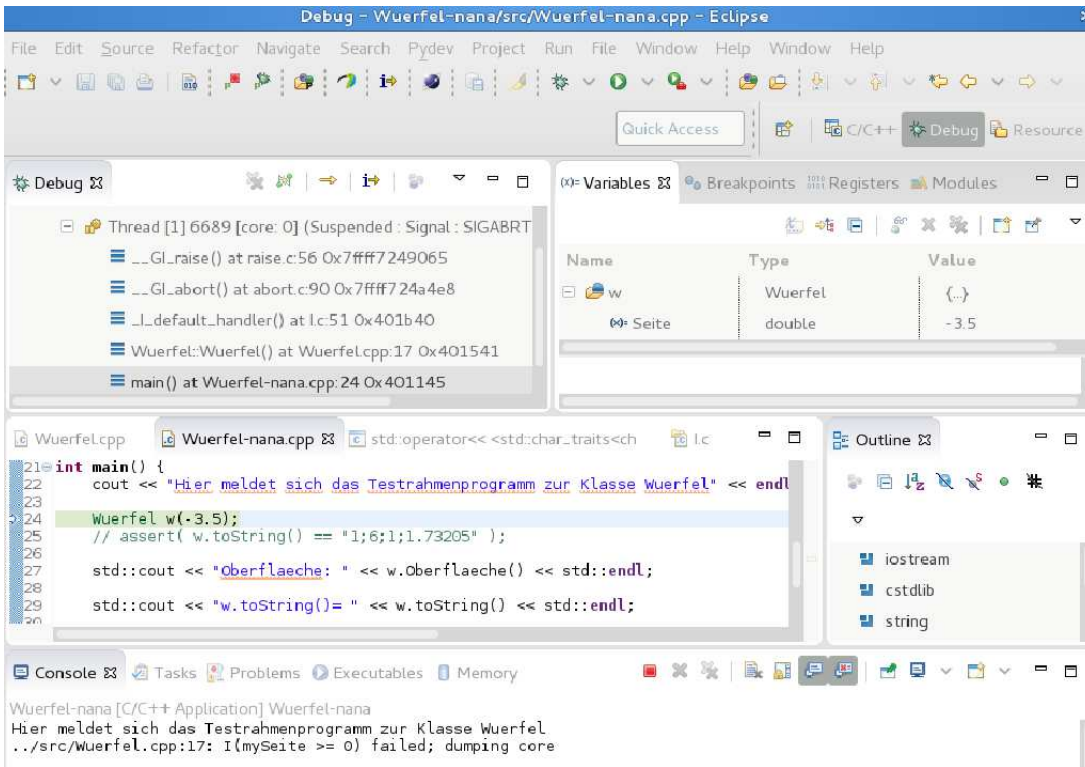 Debug – Wuerfel-nana/src/Wuerfel-nana.cpp – Eclipse
File Edit Source Refactor Navigate Search Pydev Project Run File Window Help Window Help
Quick Access
C/C++ Debug Resource
Debug
Thread [1] 6689 [core: 0] (Suspended : Signal : SIGABRT
__GI_raise() at raise.c:56 0x7ffff7249065
__GI_abort() at abort.c:90 0x7ffff724a4e8
_I_default_handler() at I.c:51 0x401b40
Wuerfel::Wuerfel() at Wuerfel.cpp:17 0x401541
main() at Wuerfel-nana.cpp:24 0x401145
(x)= Variables Breakpoints Registers Modules
Name Type Value
w Wuerfel {...}
(x)= Seite double -3.5
Wuerfel.cpp Wuerfel-nana.cpp std::operator<< <std::char_traits<ch I.c
21 int main() {
22 cout << "Hier meldet sich das Testrahmenprogramm zur Klasse Wuerfel" << endl
23
24 Wuerfel w(-3.5);
25 // assert( w.toString() == "1;6;1;1.73205" );
26
27 std::cout << "Oberflaeche: " << w.Oberflaeche() << std::endl;
28
29 std::cout << "w.toString()= " << w.toString() << std::endl;
30
Outline
iostream
cstdlib
string
Console Tasks Problems Executables Memory
Wuerfel-nana [C/C++ Application] Wuerfel-nana
Hier meldet sich das Testrahmenprogramm zur Klasse Wuerfel
../src/Wuerfel.cpp:17: I(mySeite >= 0) failed; dumping core